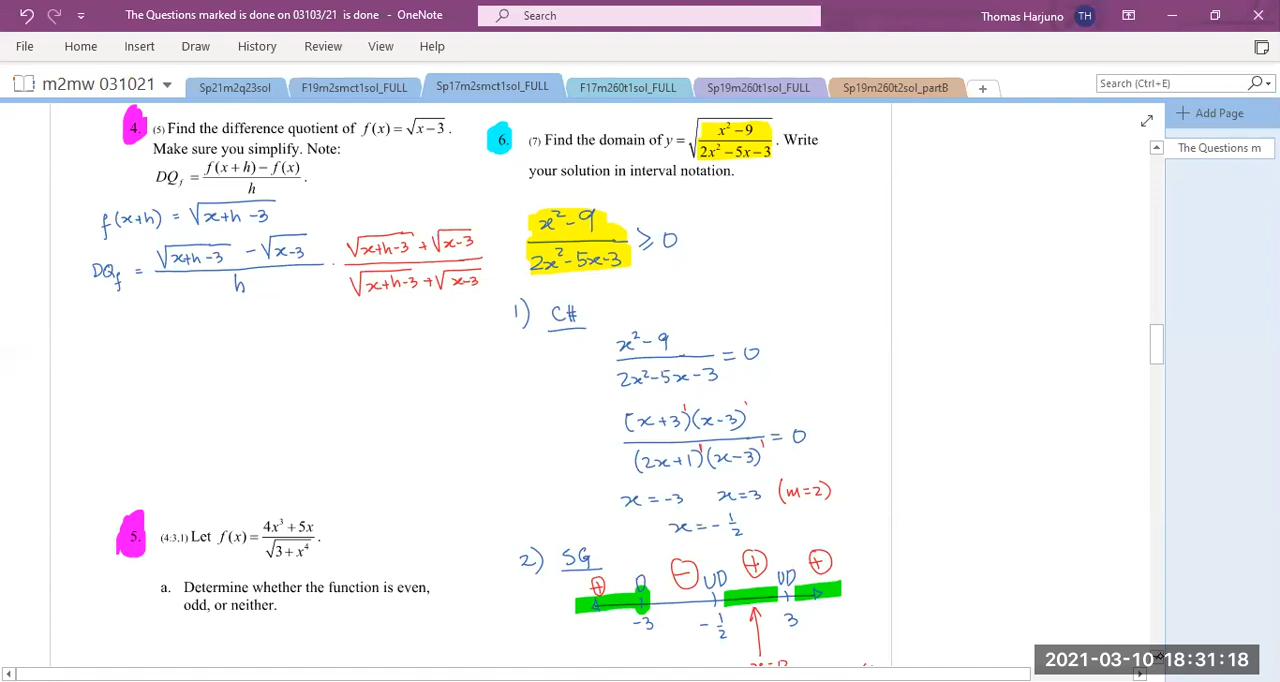 The Questions marked is done on 03103/21 is done - OneNote
Search
Thomas Harjuno TH
File Home Insert Draw History Review View Help
m2mw 031021
Sp21m2q23sol F19m2smct1sol_FULL Sp17m2smct1sol_FULL F17m260t1sol_FULL Sp19m260t1sol_FULL Sp19m260t2sol_partB +
Search (Ctrl+E)
Add Page
The Questions m
4. (5) Find the difference quotient of f(x) = √x−3.
Make sure you simplify. Note:
DQ_f = f(x+h) − f(x) / h .
f(x+h) = √x+h−3
DQ_f = √x+h−3 − √x−3 / h · √x+h−3 + √x−3 / √x+h−3 + √x−3
5. (4:3,1) Let f(x) = 4x³ + 5x / √3 + x⁴ .
a. Determine whether the function is even,
odd, or neither.
6. (7) Find the domain of y = √x² − 9 / 2x² − 5x − 3 . Write
your solution in interval notation.
x² − 9 / 2x² − 5x − 3 ≥ 0
1) C#
x² − 9 / 2x² − 5x − 3 = 0
(x+3)¹(x−3)¹ / (2x+1)¹(x−3)¹ = 0
x = −3 x = 3 (m=2)
x = − 1/2
2) SG
+ 0 − UD + UD +
−3 − 1/2 3
2021-03-10 18:31:18